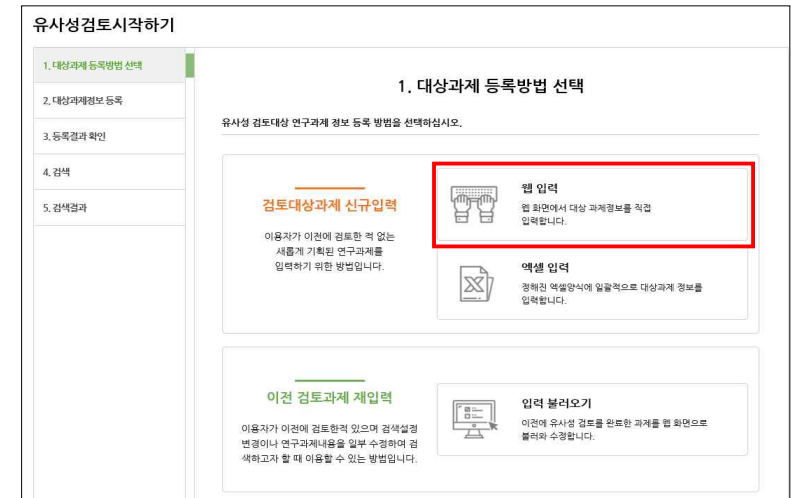 유사성검토시작하기
1. 대상과제 등록방법 선택
2. 대상과제정보 등록
3. 등록결과 확인
4. 검색
5. 검색결과
1. 대상과제 등록방법 선택
유사성 검토대상 연구과제 정보 등록 방법을 선택하십시오.
검토대상과제 신규입력
이용자가 이전에 검토한 적 없는
새롭게 기획된 연구과제를
입력하기 위한 방법입니다.
웹 입력
웹 화면에서 대상 과제정보를 직접
입력합니다.
엑셀 입력
정해진 엑셀양식에 일괄적으로 대상과제 정보를
입력합니다.
이전 검토과제 재입력
이용자가 이전에 검토한적 있으며 검색설정
변경이나 연구과제내용을 일부 수정하여 검
색하고자 할 때 이용할 수 있는 방법입니다.
입력 불러오기
이전에 유사성 검토를 완료한 과제를 웹 화면으로
불러와 수정합니다.